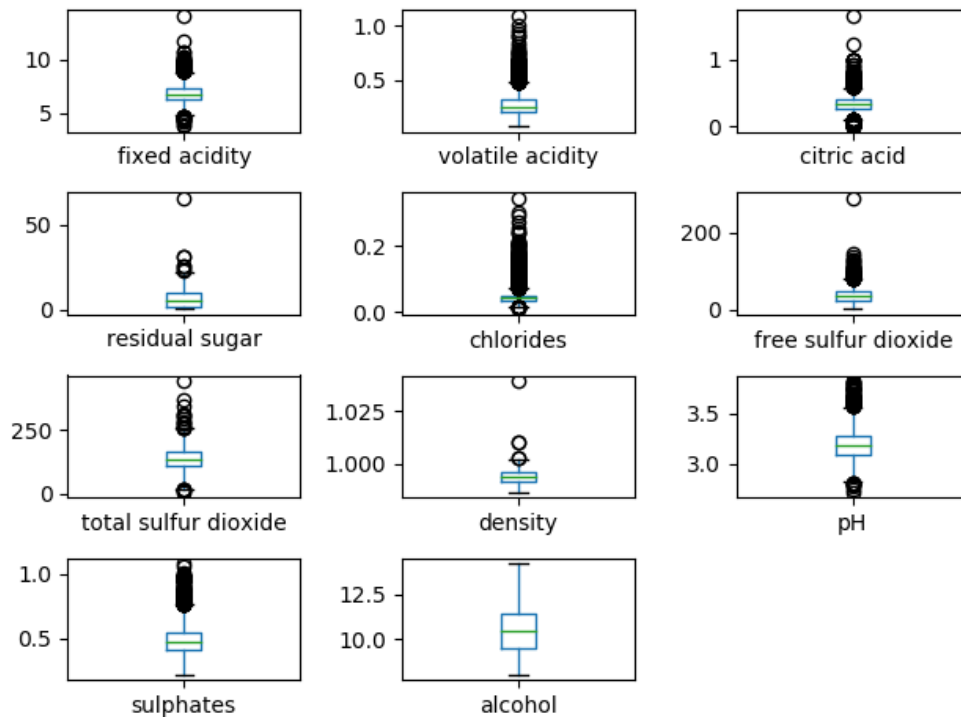 10
5
fixed acidity
1.0
0.5
volatile acidity
1
0
citric acid
50
0
residual sugar
0.2
0.0
chlorides
200
0
free sulfur dioxide
250
0
total sulfur dioxide
1.025
1.000
density
3.5
3.0
pH
1.0
0.5
sulphates
12.5
10.0
alcohol